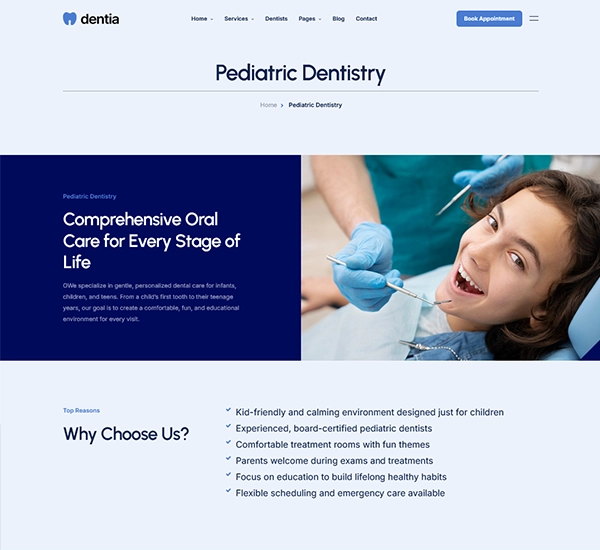 dentia
Home Services Dentists Pages Blog Contact
Book Appointment
Pediatric Dentistry
Home > Pediatric Dentistry
Pediatric Dentistry
Comprehensive Oral
Care for Every Stage of
Life
OWe specialize in gentle, personalized dental care for infants,
children, and teens. From a child's first tooth to their teenage
years, our goal is to create a comfortable, fun, and educational
environment for every visit.
Top Reasons
Why Choose Us?
Kid-friendly and calming environment designed just for children
Experienced, board-certified pediatric dentists
Comfortable treatment rooms with fun themes
Parents welcome during exams and treatments
Focus on education to build lifelong healthy habits
Flexible scheduling and emergency care available